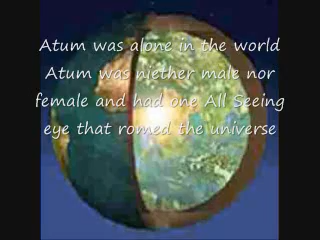 Atum was alone in the world
Atum was niether male nor
female and had one All Seeing
eye that romed the universe